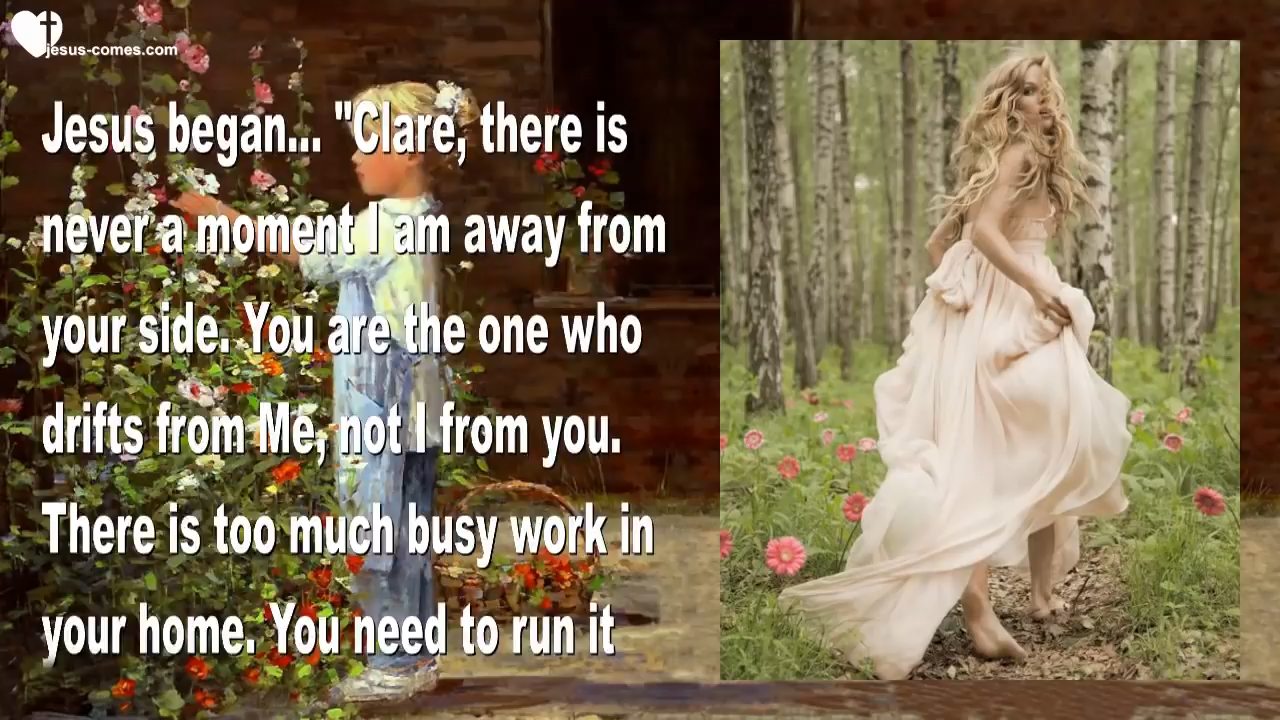 jesus-comes.com
Jesus began... "Clare, there is
never a moment I am away from
your side. You are the one who
drifts from Me, not I from you.
There is too much busy work in
your home. You need to run it